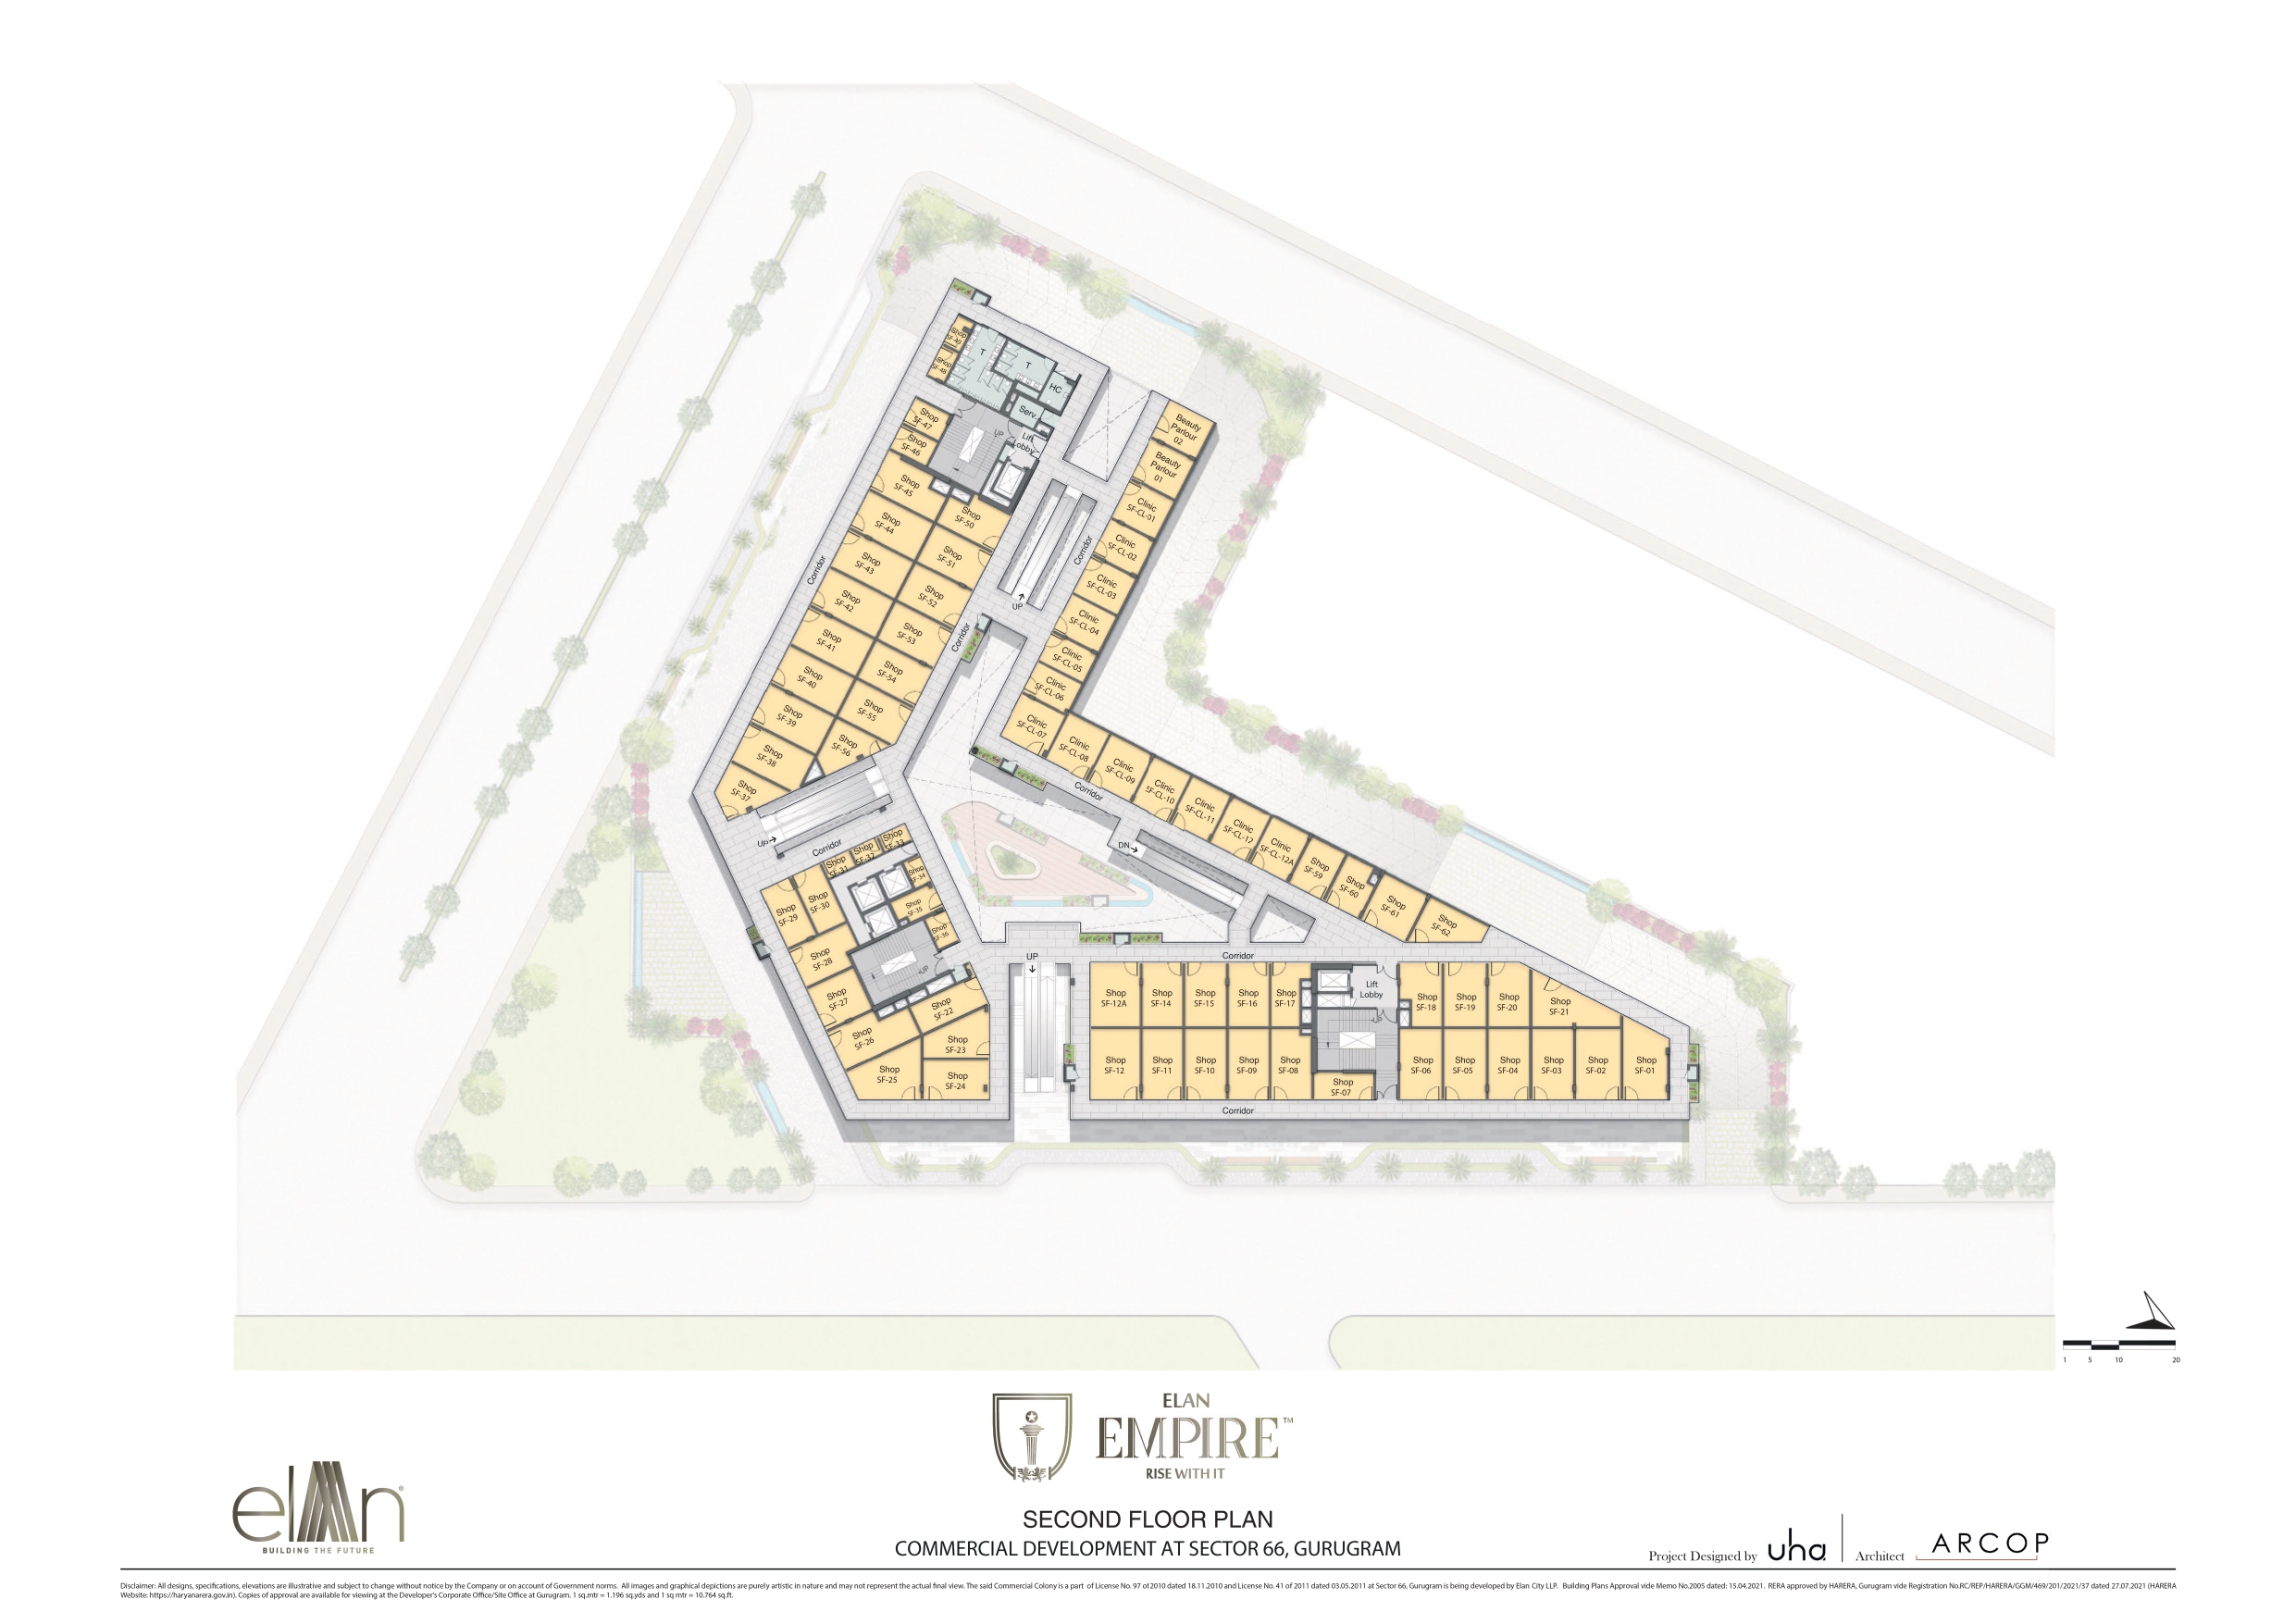 Shop
SF-49
Shop
SF-48
T
T
HC
Serv.
Lift
Lobby
UP
Shop
SF-47
Shop
SF-46
Shop
SF-45
Shop
SF-44
Shop
SF-43
Shop
SF-42
Shop
SF-41
Shop
SF-40
Shop
SF-39
Shop
SF-38
Shop
SF-37
Shop
SF-50
Shop
SF-51
Shop
SF-52
Shop
SF-53
Shop
SF-54
Shop
SF-55
Shop
SF-56
Corridor
Corridor
Corridor
UP
Beauty
Parlour
02
Beauty
Parlour
01
Clinic
SF-CL-01
Clinic
SF-CL-02
Clinic
SF-CL-03
Clinic
SF-CL-04
Clinic
SF-CL-05
Clinic
SF-CL-06
Clinic
SF-CL-07
Clinic
SF-CL-08
Clinic
SF-CL-09
Clinic
SF-CL-10
Clinic
SF-CL-11
Clinic
SF-CL-12
Clinic
SF-CL-12A
Shop
SF-59
Shop
SF-60
Shop
SF-61
Shop
SF-62
Corridor
DN
UP
Corridor
Shop
SF-33
Shop
SF-32
Shop
SF-31
Shop
SF-30
Shop
SF-29
Shop
SF-34
Shop
SF-35
Shop
SF-36
Shop
SF-28
Shop
SF-27
Shop
SF-26
Shop
SF-25
UP
Shop
SF-22
Shop
SF-23
Shop
SF-24
UP
Corridor
Shop
SF-12A
Shop
SF-14
Shop
SF-15
Shop
SF-16
Shop
SF-17
Lift
Lobby
Shop
SF-18
Shop
SF-19
Shop
SF-20
Shop
SF-21
Shop
SF-12
Shop
SF-11
Shop
SF-10
Shop
SF-09
Shop
SF-08
Shop
SF-07
Shop
SF-06
Shop
SF-05
Shop
SF-04
Shop
SF-03
Shop
SF-02
Shop
SF-01
Corridor
1 5 10 20
ELAN
EMPIRE™
RISE WITH IT
elan®
BUILDING THE FUTURE
SECOND FLOOR PLAN
COMMERCIAL DEVELOPMENT AT SECTOR 66, GURUGRAM
Project Designed by uha Architect ARCOP
Disclaimer: All designs, specifications, elevations are illustrative and subject to change without notice by the Company or on account of Government norms. All images and graphical depictions are purely artistic in nature and may not represent the actual final view. The said Commercial Colony is a part of License No. 97 of 2010 dated 18.11.2010 and License No. 41 of 2011 dated 03.05.2011 at Sector 66, Gurugram is being developed by Elan City LLP. Building Plans Approval vide Memo No.2005 dated: 15.04.2021. RERA approved by HARERA, Gurugram vide Registration No.RC/REP/HARERA/GGM/469/201/2021/37 dated 27.07.2021 (HARERA
Website: https://haryanarera.gov.in). Copies of approval are available for viewing at the Developer's Corporate Office/Site Office at Gurugram. 1 sq.mtr = 1.196 sq.yds and 1 sq mtr = 10.764 sq.ft.